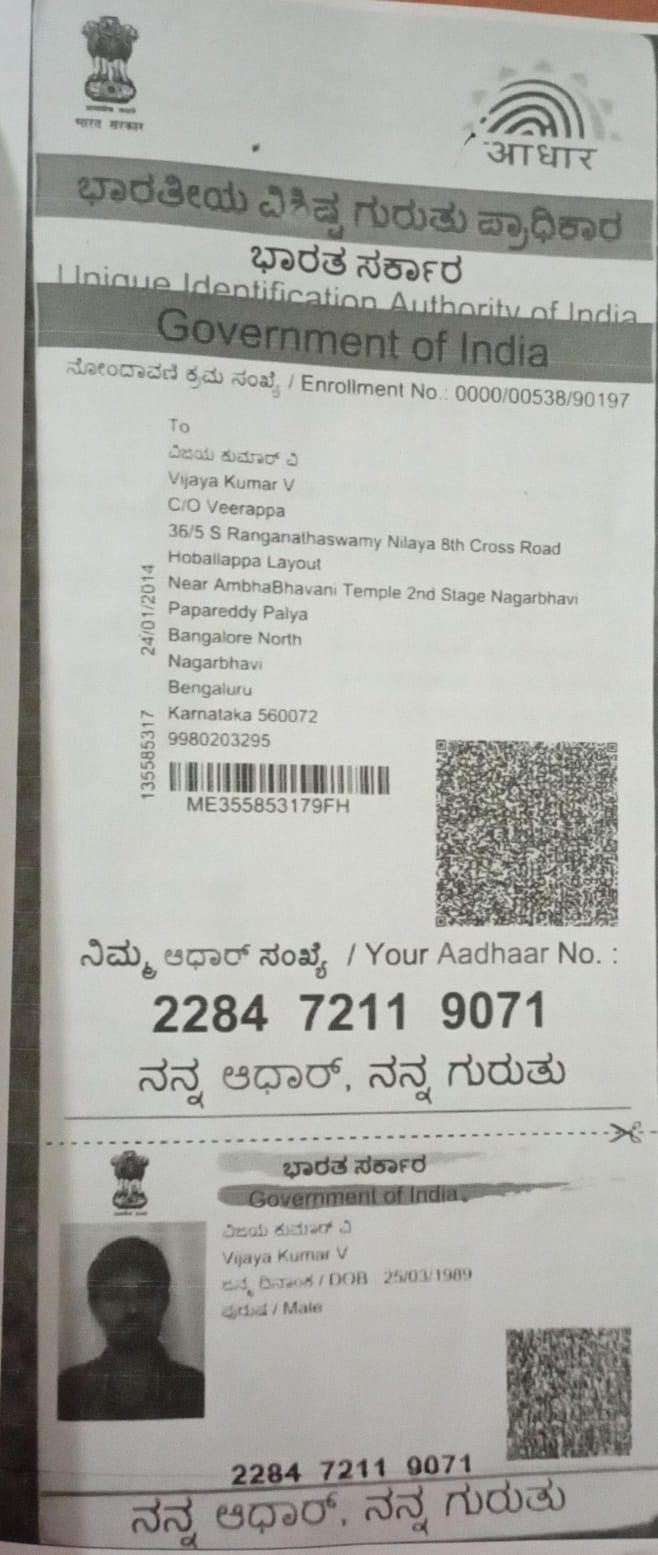 भारत सरकार
आधार
ಭಾರತೀಯ ವಿಶಿಷ್ಟ ಗುರುತು ಪ್ರಾಧಿಕಾರ
ಭಾರತ ಸರ್ಕಾರ
Unique Identification Authority of India
Government of India
ನೋಂದಾವಣೆ ಕ್ರಮ ಸಂಖ್ಯೆ / Enrollment No.: 0000/00538/90197
To
ವಿಜಯ ಕುಮಾರ್ ವಿ
Vijaya Kumar V
C/O Veerappa
36/5 S Ranganathaswamy Nilaya 8th Cross Road
Hoballappa Layout
Near AmbhaBhavani Temple 2nd Stage Nagarbhavi
Papareddy Palya
Bangalore North
Nagarbhavi
Bengaluru
Karnataka 560072
9980203295
135585317 24/01/2014
ME355853179FH
ನಿಮ್ಮ ಆಧಾರ್ ಸಂಖ್ಯೆ / Your Aadhaar No. :
2284 7211 9071
ನನ್ನ ಆಧಾರ್, ನನ್ನ ಗುರುತು
ಭಾರತ ಸರ್ಕಾರ
Government of India
ವಿಜಯ ಕುಮಾರ್ ವಿ
Vijaya Kumar V
ಜನ್ಮ ದಿನಾಂಕ / DOB 25/03/1989
ಪುರುಷ / Male
2284 7211 9071
ನನ್ನ ಆಧಾರ್, ನನ್ನ ಗುರುತು